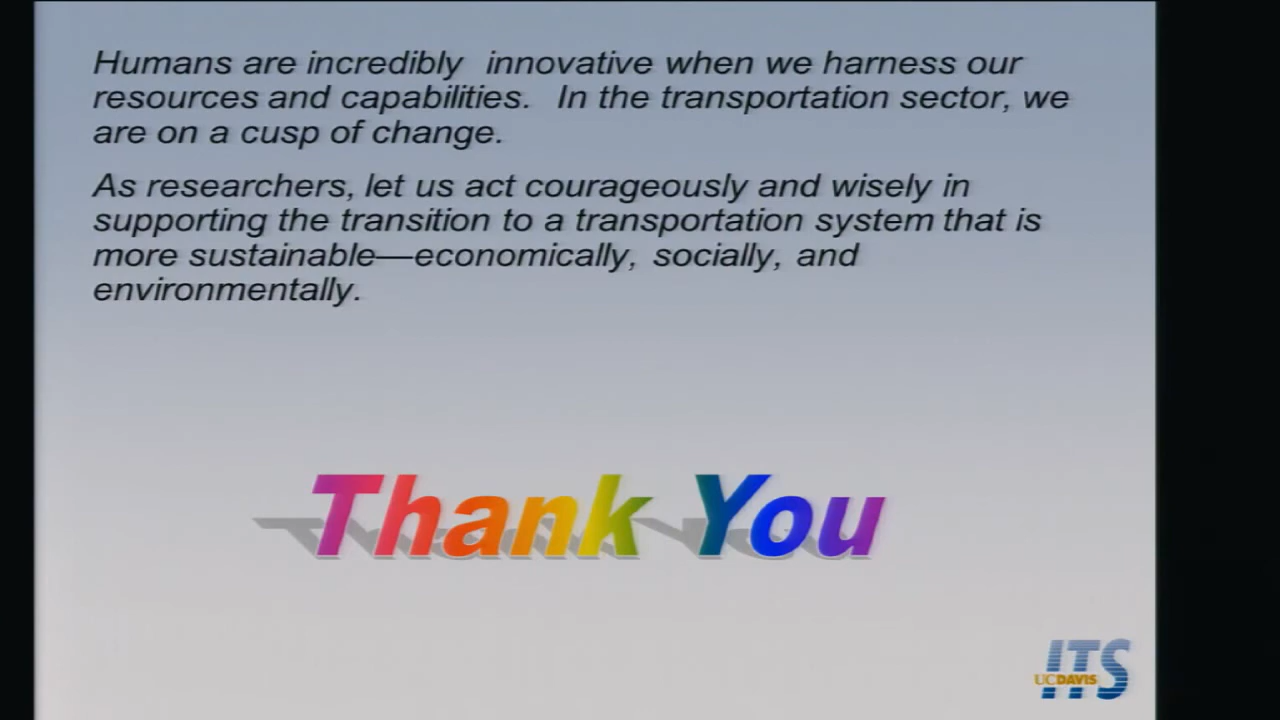 Humans are incredibly innovative when we harness our
resources and capabilities. In the transportation sector, we
are on a cusp of change.
As researchers, let us act courageously and wisely in
supporting the transition to a transportation system that is
more sustainable—economically, socially, and
environmentally.
Thank You
ITS
UCDAVIS